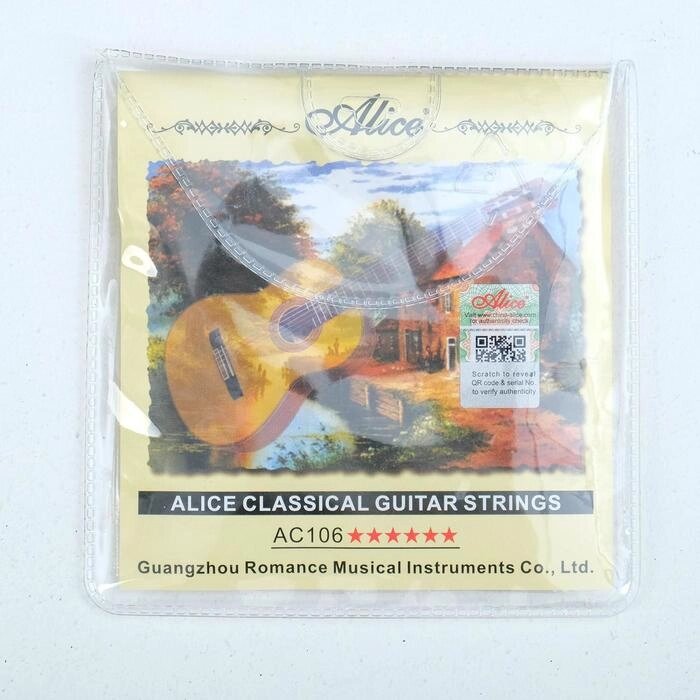 Alice
Alice
Visit www.china-alice.com
for authenticity check
Scratch to reveal
QR code & serial No.
to verify authenticity
ALICE CLASSICAL GUITAR STRINGS
AC106★★★★★★
Guangzhou Romance Musical Instruments Co., Ltd.